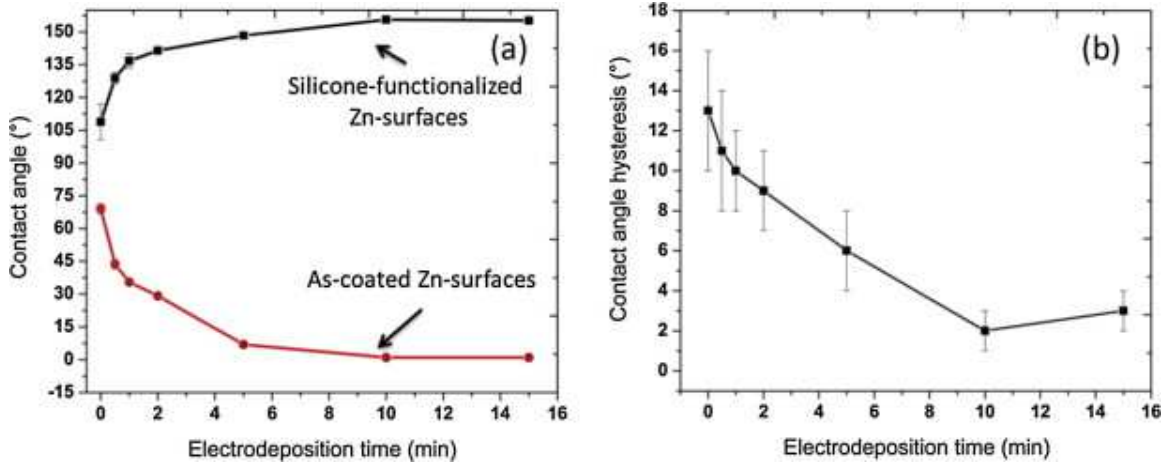 150
135
120
105
90
75
60
45
30
15
0
-15
Contact angle (°)
(a)
Silicone-functionalized
Zn-surfaces
As-coated Zn-surfaces
0 2 4 6 8 10 12 14 16
Electrodeposition time (min)
18
16
14
12
10
8
6
4
2
0
Contact angle hysteresis (°)
(b)
0 2 4 6 8 10 12 14 16
Electrodeposition time (min)